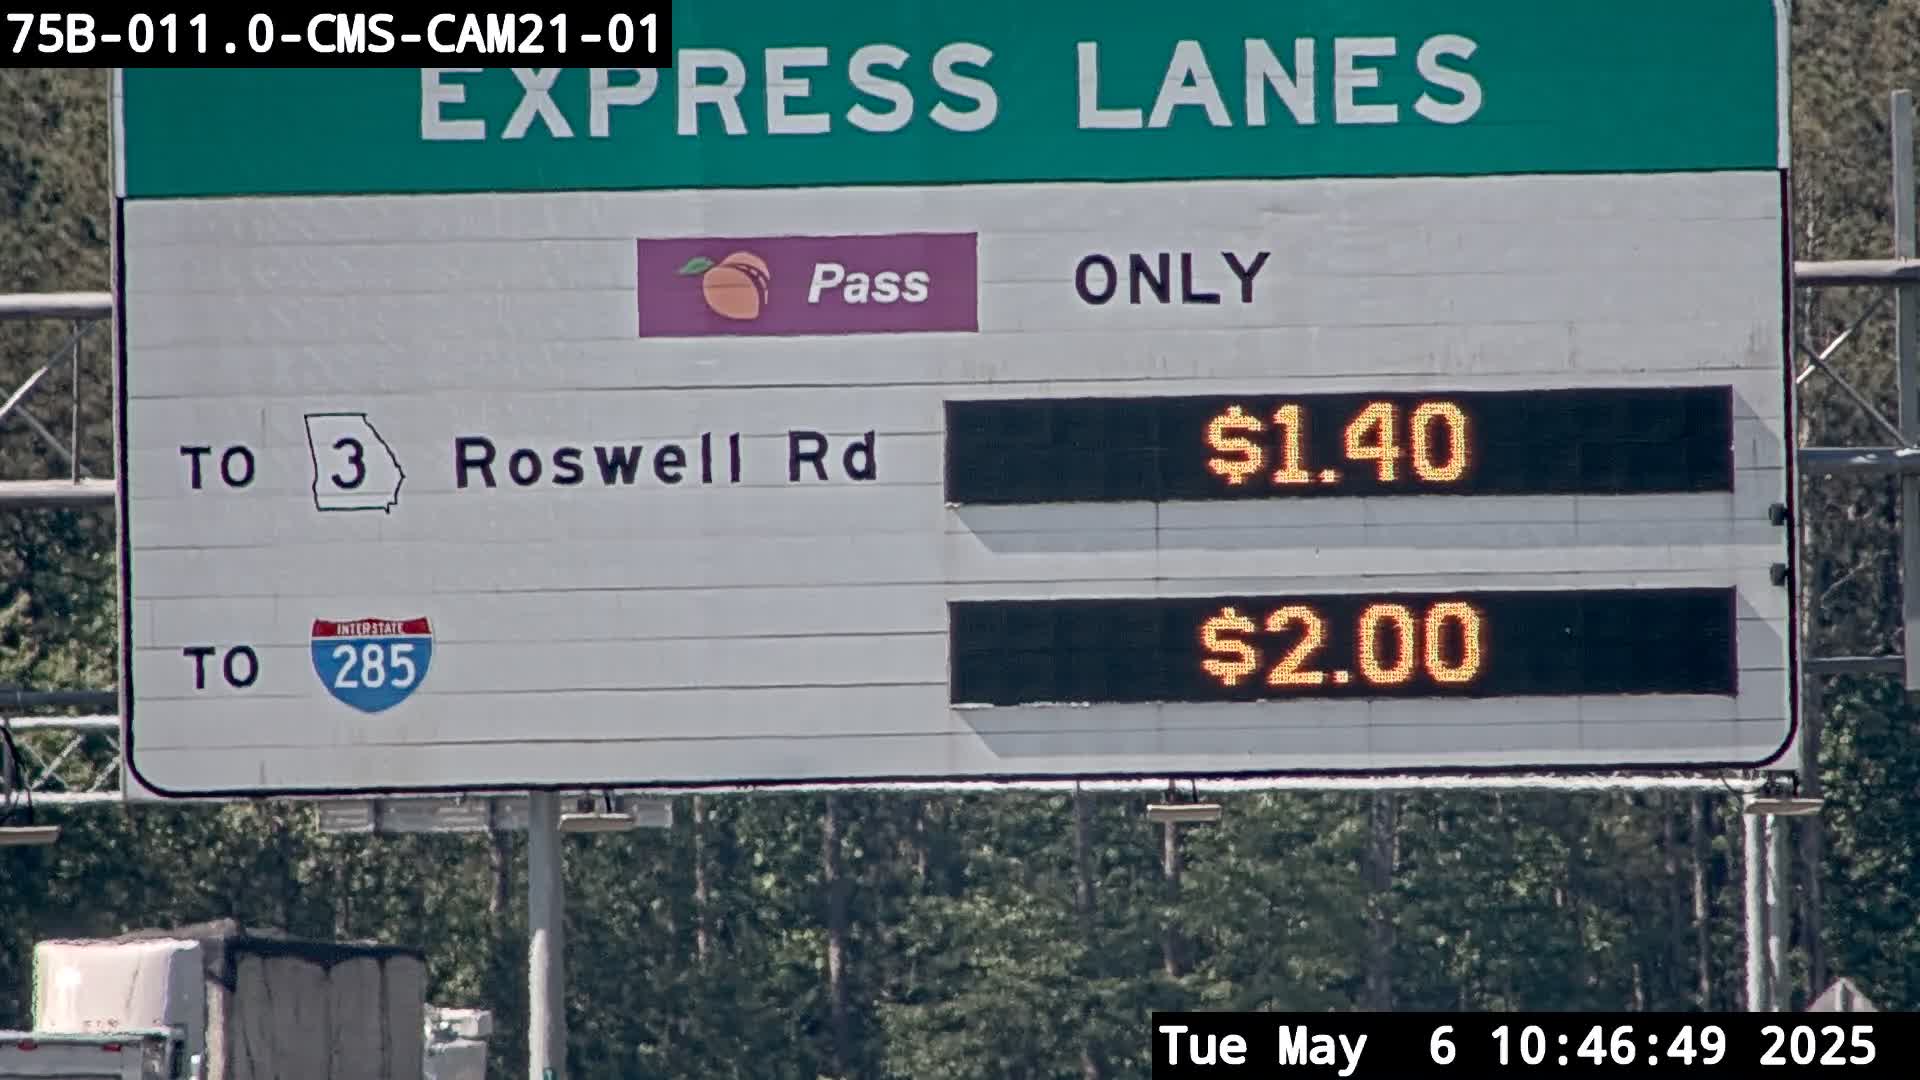 75B-011.0-CMS-CAM21-01
EXPRESS LANES
Pass ONLY
TO 3 Roswell Rd $1.40
INTERSTATE
TO 285 $2.00
Tue May 6 10:46:49 2025